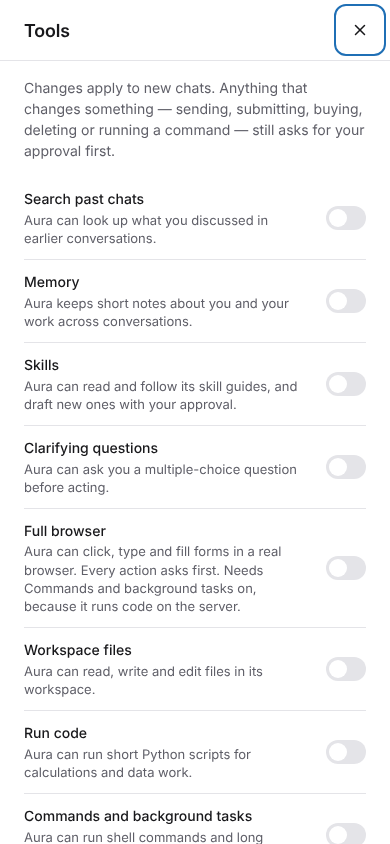 Tools
Changes apply to new chats. Anything that
changes something — sending, submitting, buying,
deleting or running a command — still asks for your
approval first.
Search past chats
Aura can look up what you discussed in
earlier conversations.
Memory
Aura keeps short notes about you and your
work across conversations.
Skills
Aura can read and follow its skill guides, and
draft new ones with your approval.
Clarifying questions
Aura can ask you a multiple-choice question
before acting.
Full browser
Aura can click, type and fill forms in a real
browser. Every action asks first. Needs
Commands and background tasks on,
because it runs code on the server.
Workspace files
Aura can read, write and edit files in its
workspace.
Run code
Aura can run short Python scripts for
calculations and data work.
Commands and background tasks
Aura can run shell commands and long